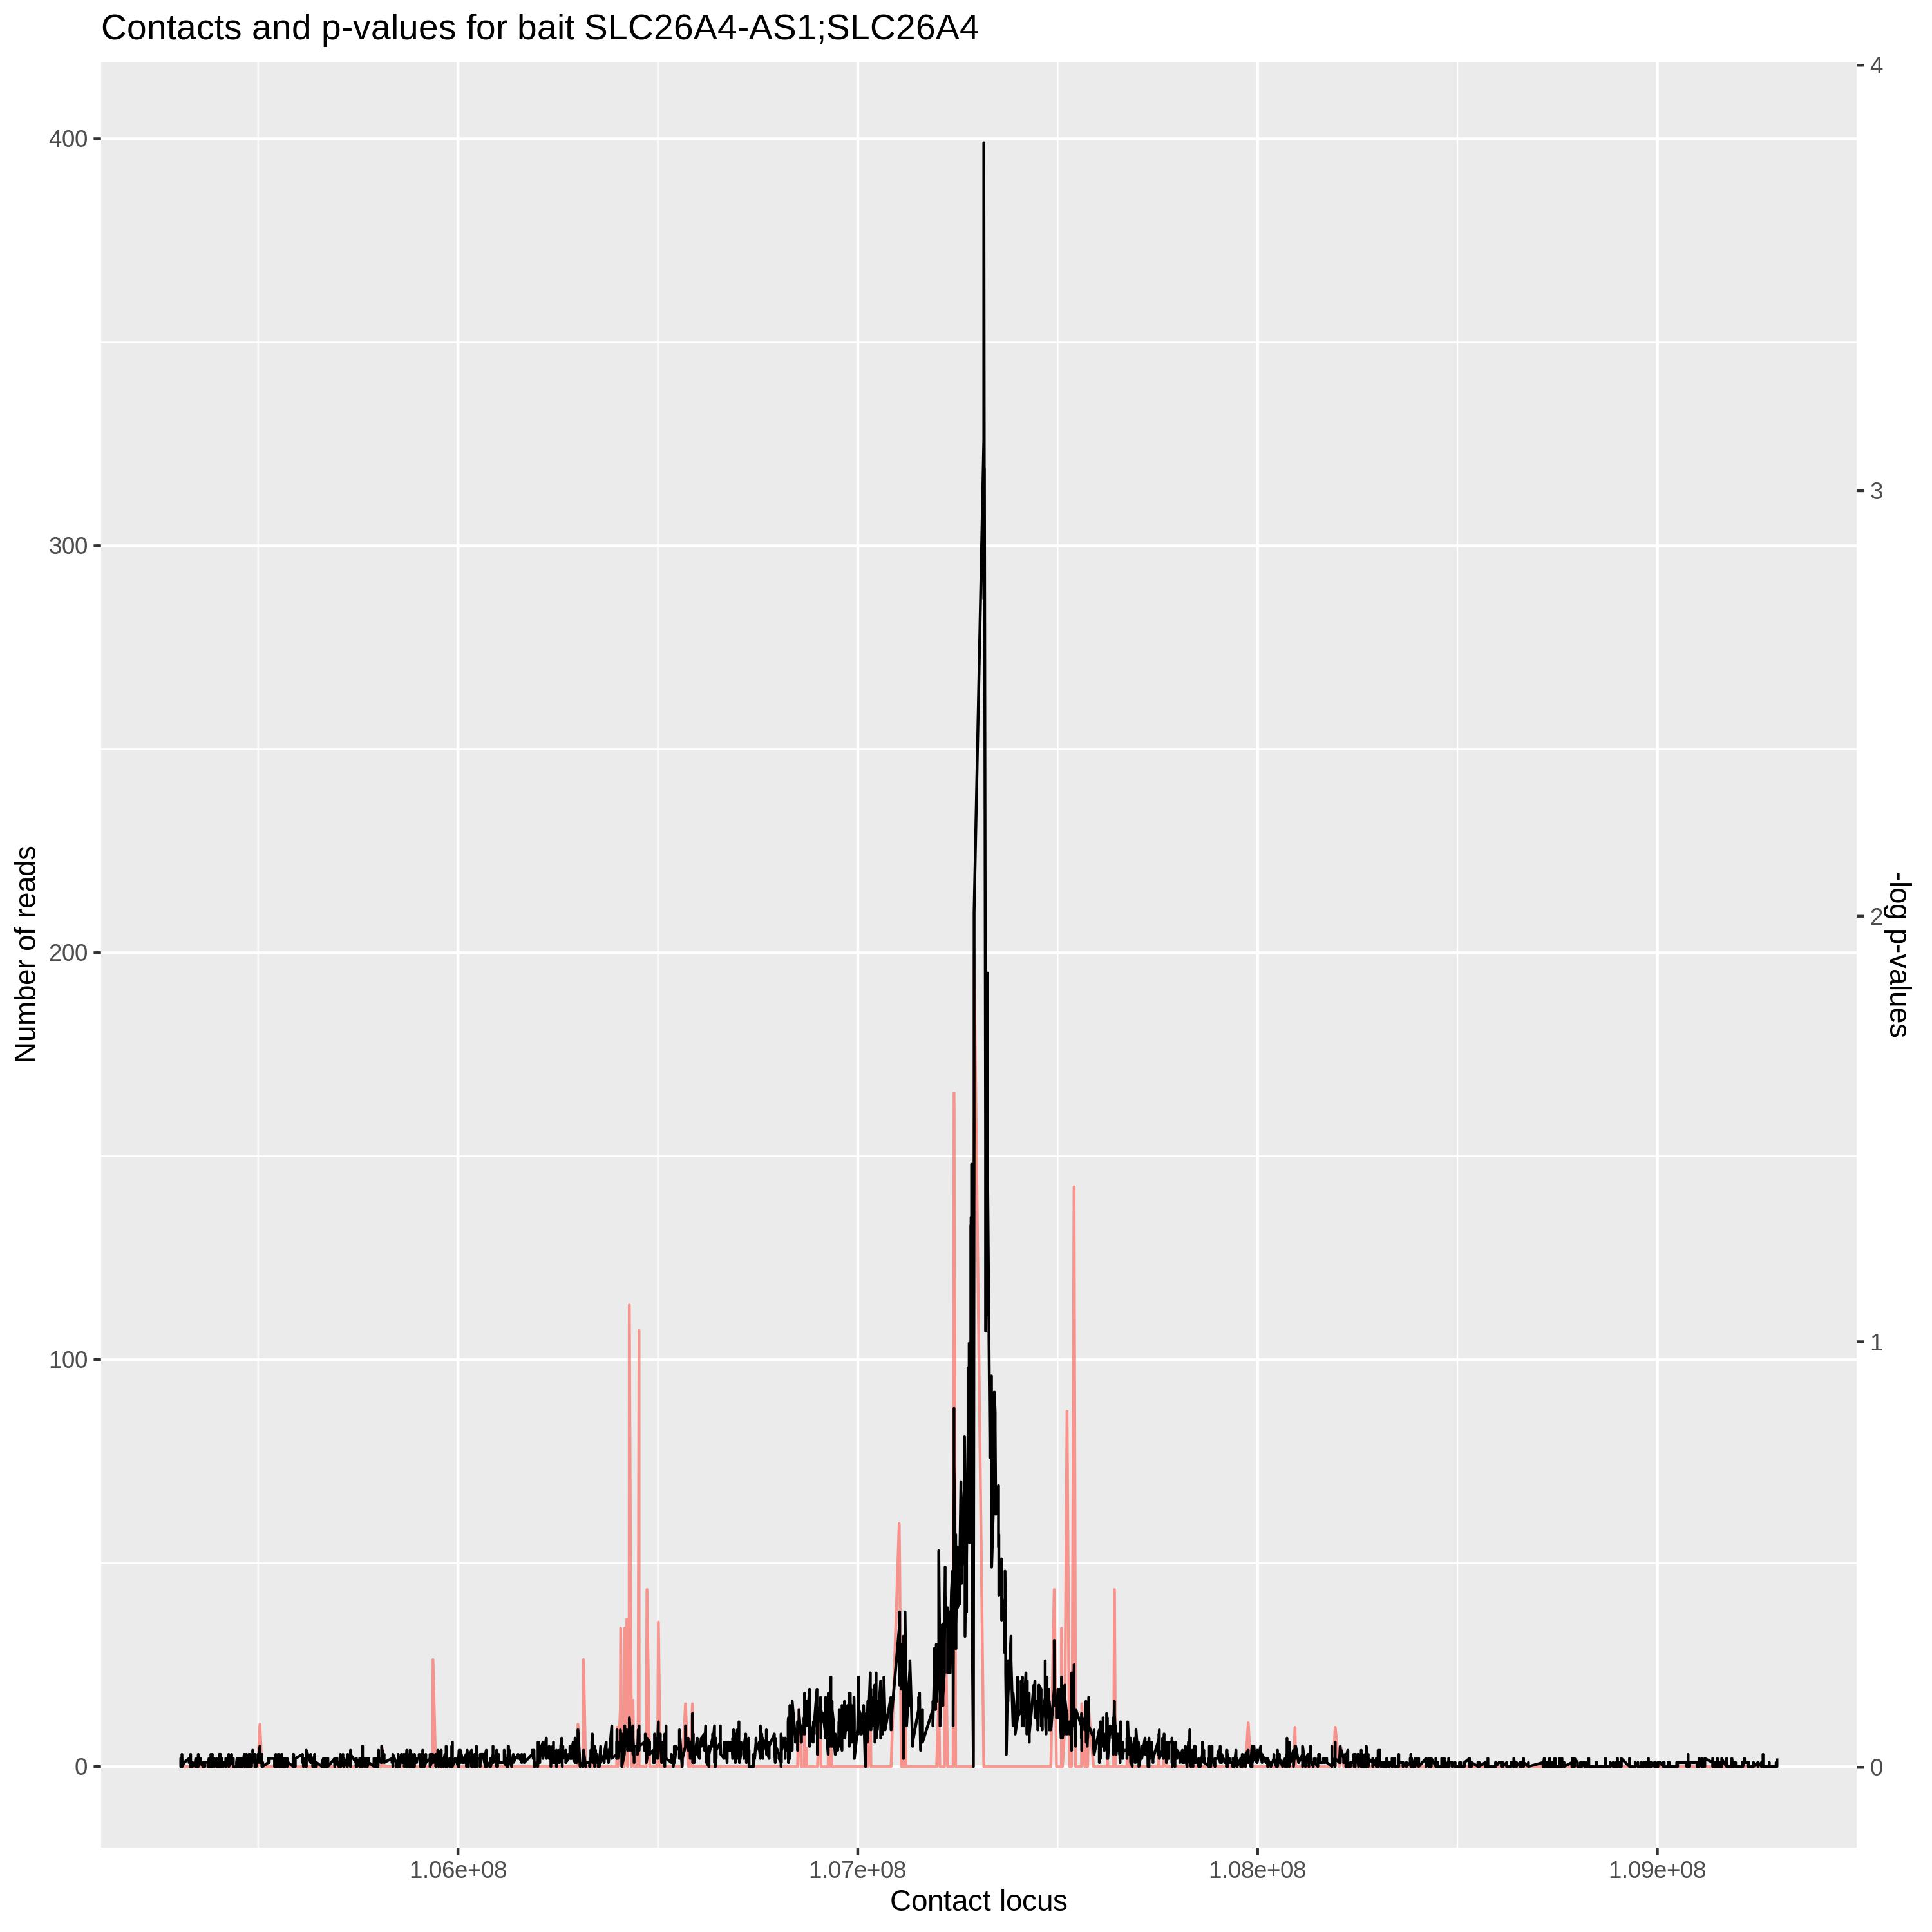 Contacts and p-values for bait SLC26A4-AS1;SLC26A4
Number of reads
400
300
200
100
0
4
3
2
1
0
-log p-values
1.06e+08
1.07e+08
1.08e+08
1.09e+08
Contact locus